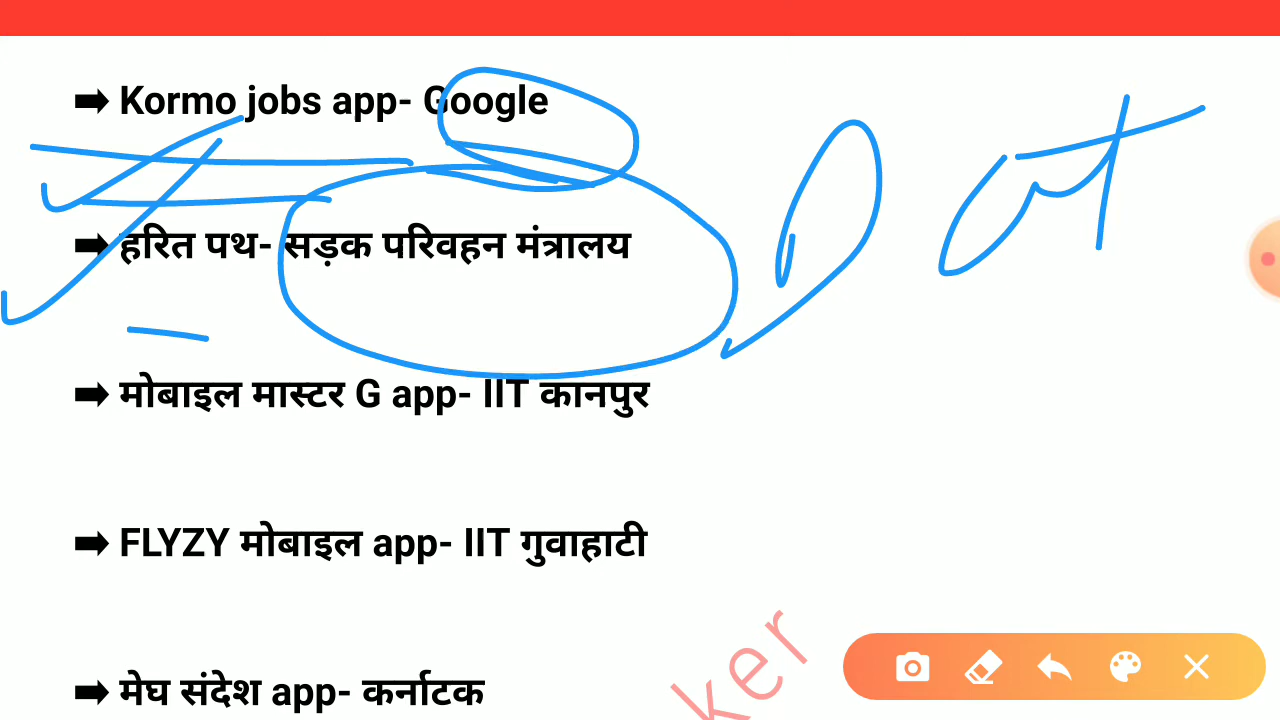 ➡ Kormo jobs app- Google
➡ हरित पथ- सड़क परिवहन मंत्रालय
➡ मोबाइल मास्टर G app- IIT कानपुर
➡ FLYZY मोबाइल app- IIT गुवाहाटी
➡ मेघ संदेश app- कर्नाटक
ker